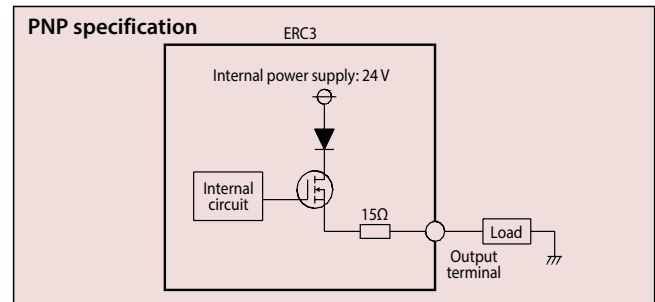 PNP specification
ERC3
Internal power supply: 24 V
Internal
circuit
15Ω
Load
Output
terminal